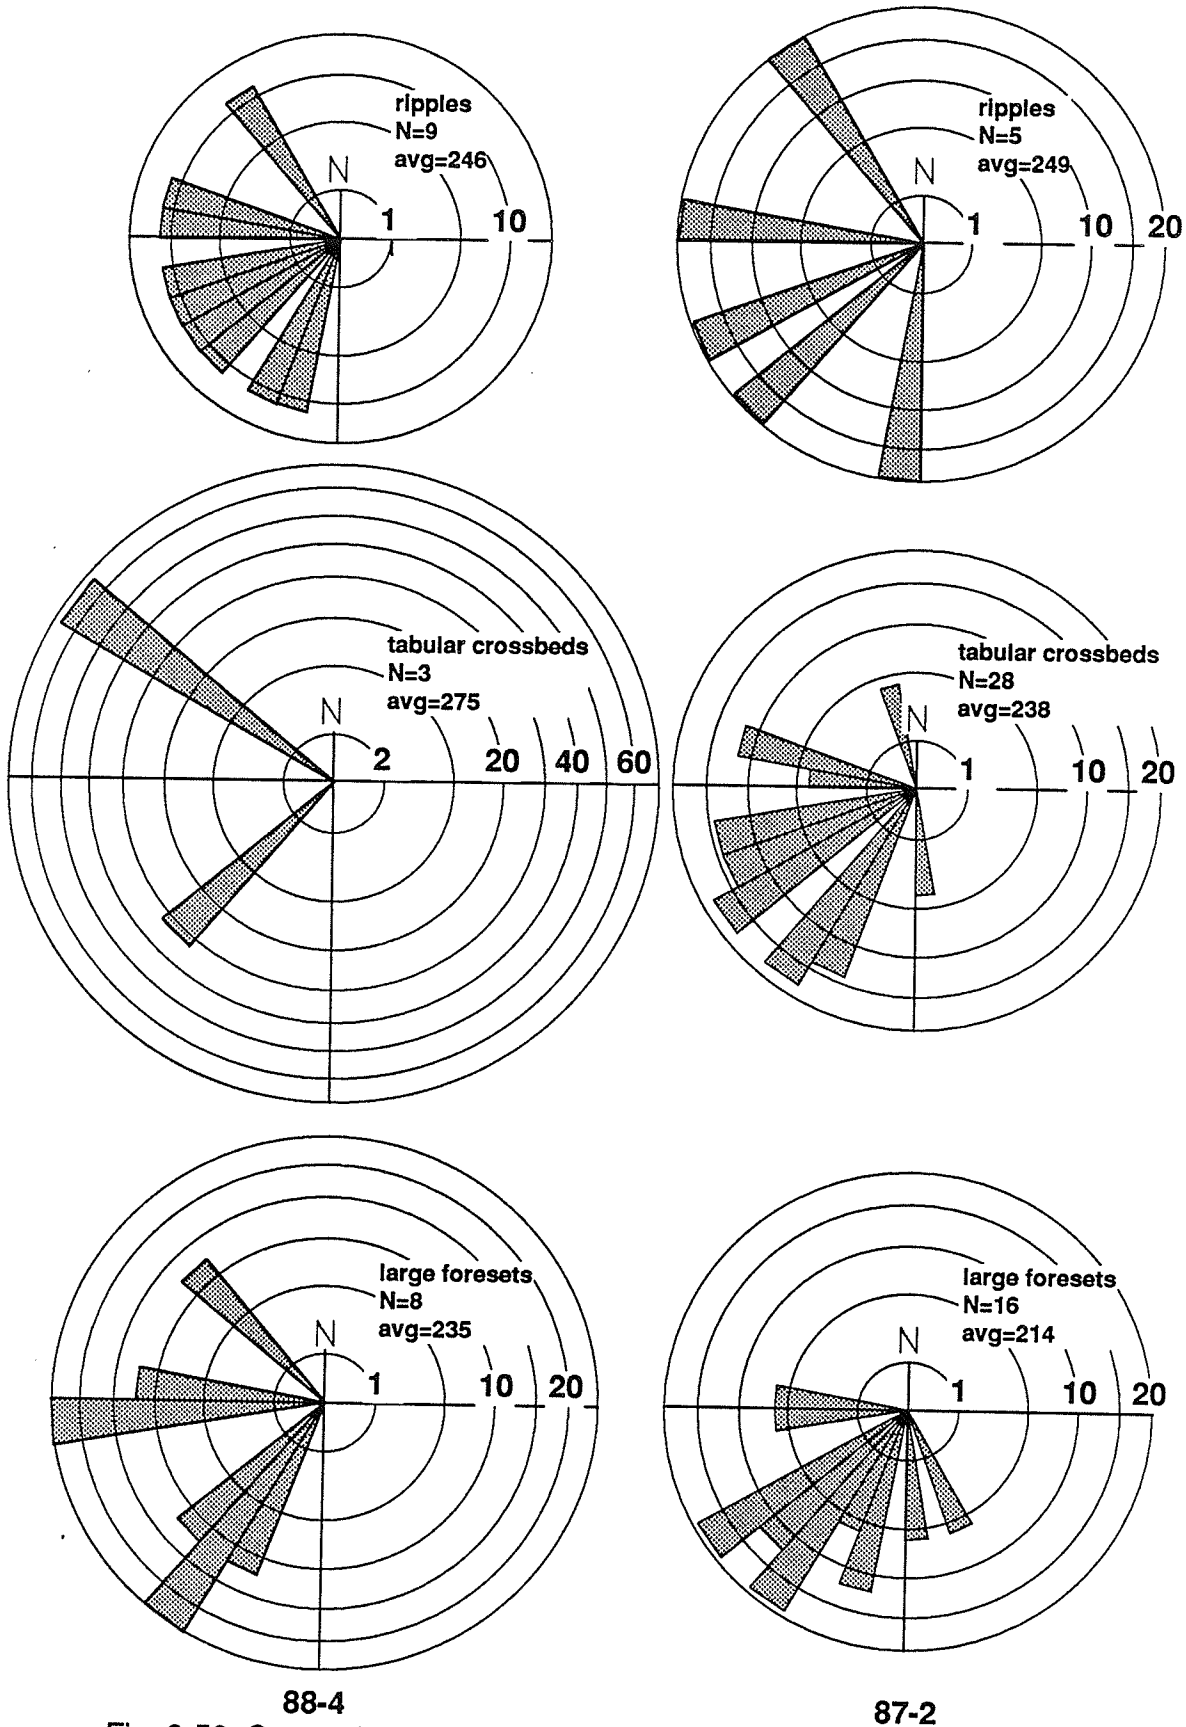 ripples
N=9
avg=246
N
1 10
ripples
N=5
avg=249
N
1 10 20
tabular crossbeds
N=3
avg=275
N
2 20 40 60
tabular crossbeds
N=28
avg=238
N
1 10 20
large foresets
N=8
avg=235
N
1 10 20
large foresets
N=16
avg=214
N
1 10 20
88-4
87-2